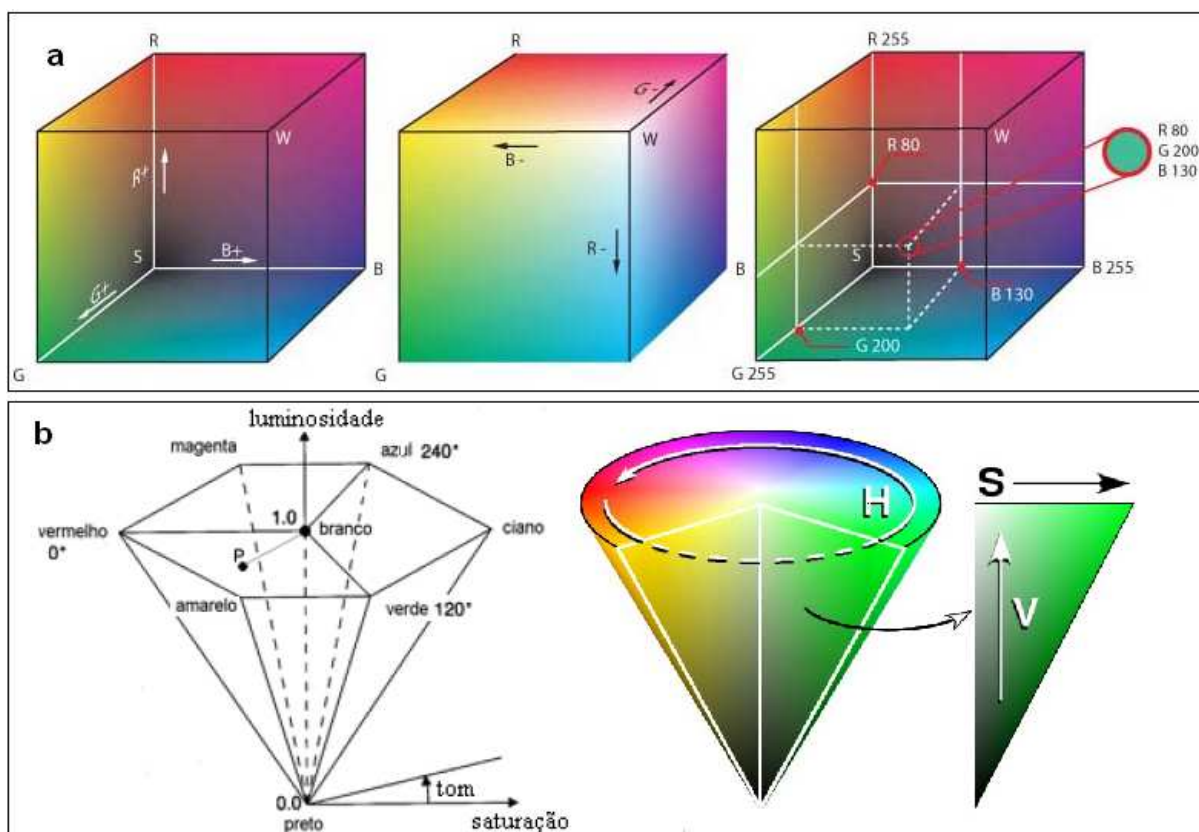 a
R
W
R+
S
B+
B
G+
G
R
G-
W
B-
R-
G
R 255
W
R 80
R 80
G 200
B 130
B
S
B 255
B 130
G 200
G 255
b
luminosidade
magenta
azul 240°
1.0
branco
vermelho
0°
ciano
P
amarelo
verde 120°
0.0
preto
tom
saturação
H
S
V